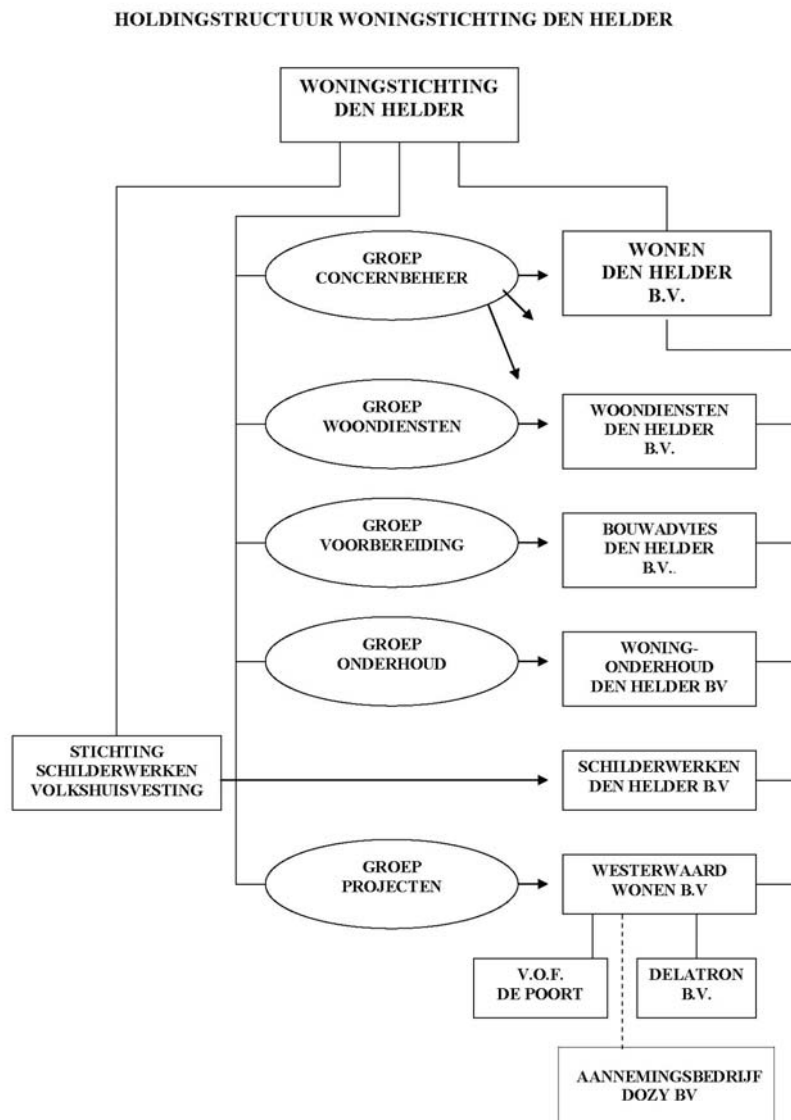 HOLDINGSTRUCTUUR WONINGSTICHTING DEN HELDER
WONINGSTICHTING
DEN HELDER
GROEP
CONCERNBEHEER
WONEN
DEN HELDER
B.V.
GROEP
WOONDIENSTEN
WOONDIENSTEN
DEN HELDER
B.V.
GROEP
VOORBEREIDING
BOUWADVIES
DEN HELDER
B.V..
GROEP
ONDERHOUD
WONING-
ONDERHOUD
DEN HELDER BV
STICHTING
SCHILDERWERKEN
VOLKSHUISVESTING
SCHILDERWERKEN
DEN HELDER B.V
GROEP
PROJECTEN
WESTERWAARD
WONEN B.V
V.O.F.
DE POORT
DELATRON
B.V.
AANNEMINGSBEDRIJF
DOZY BV